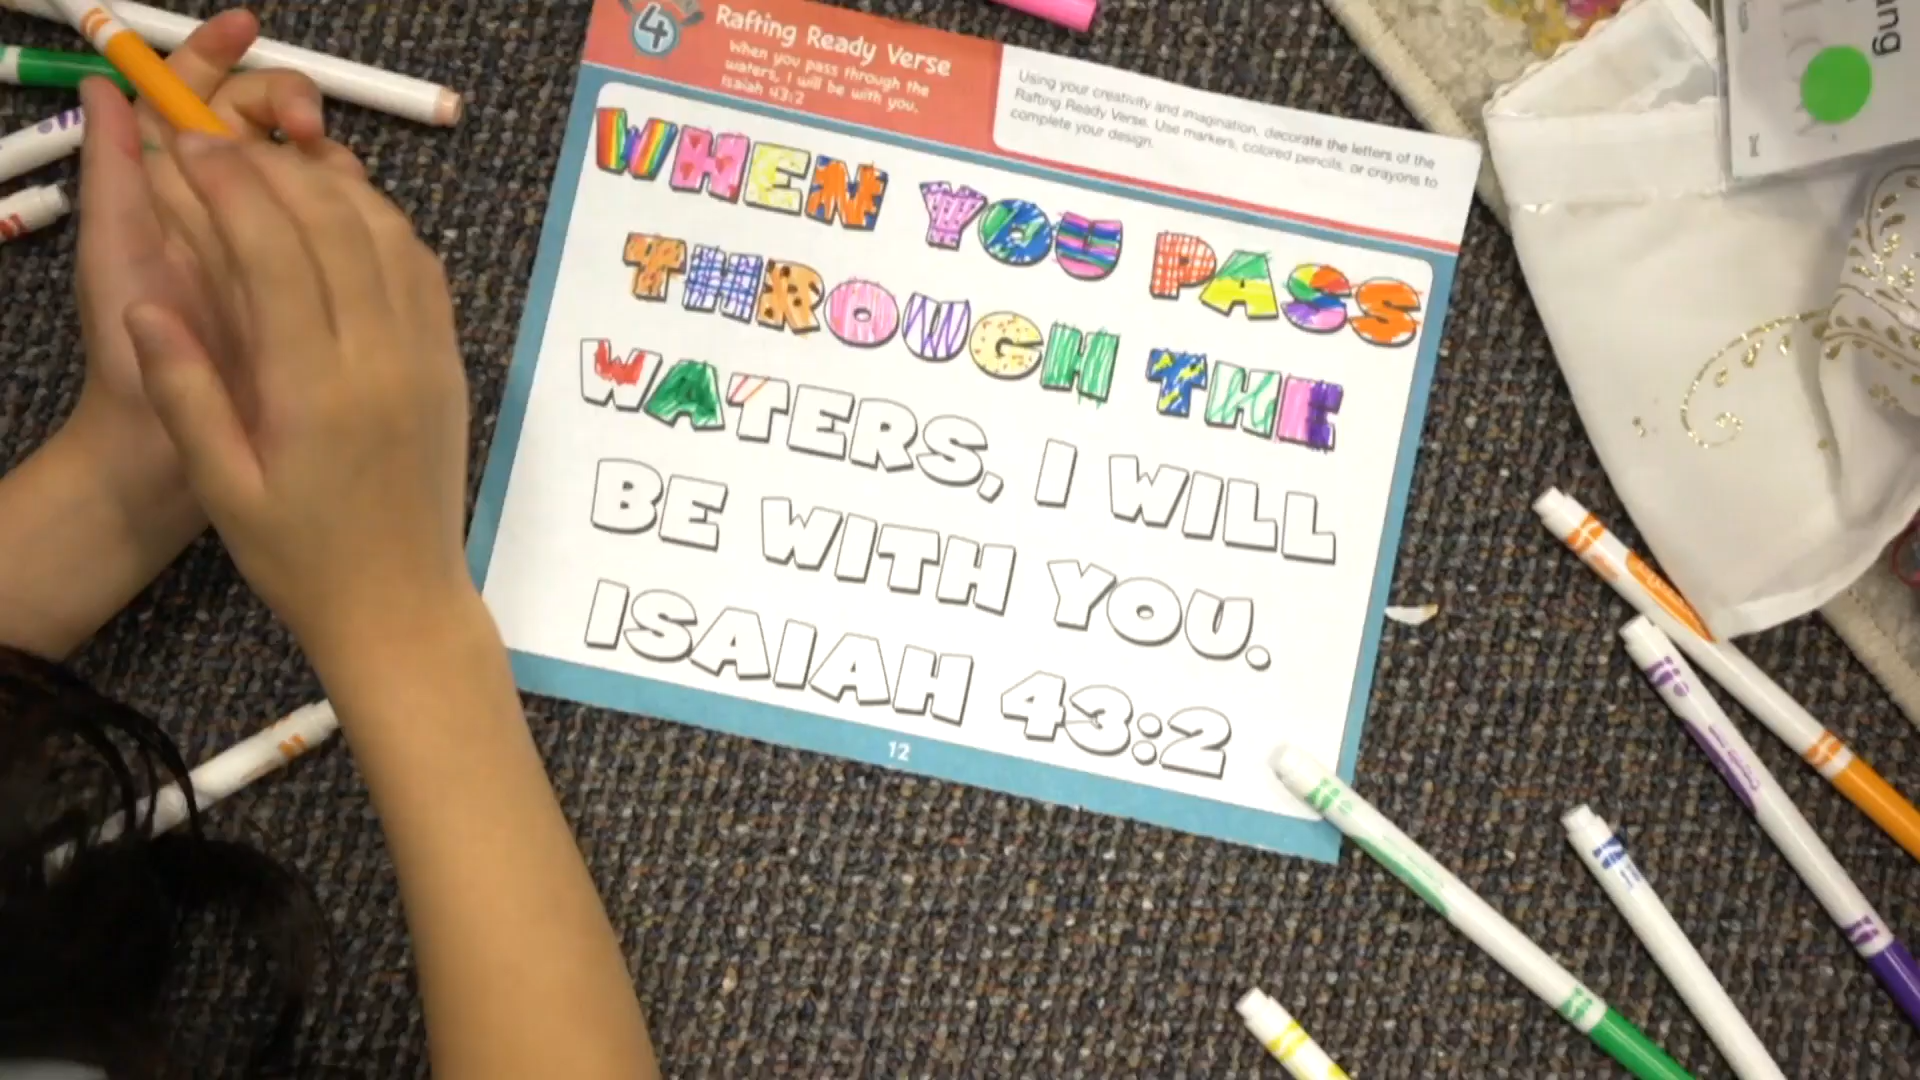 4
Rafting Ready Verse
When you pass through the
waters, I will be with you.
Isaiah 43:2
Using your creativity and imagination, decorate the letters of the
Rafting Ready Verse. Use markers, colored pencils, or crayons to
complete your design.
WHEN YOU PASS
THROUGH THE
WATERS, I WILL
BE WITH YOU.
ISAIAH 43:2
12